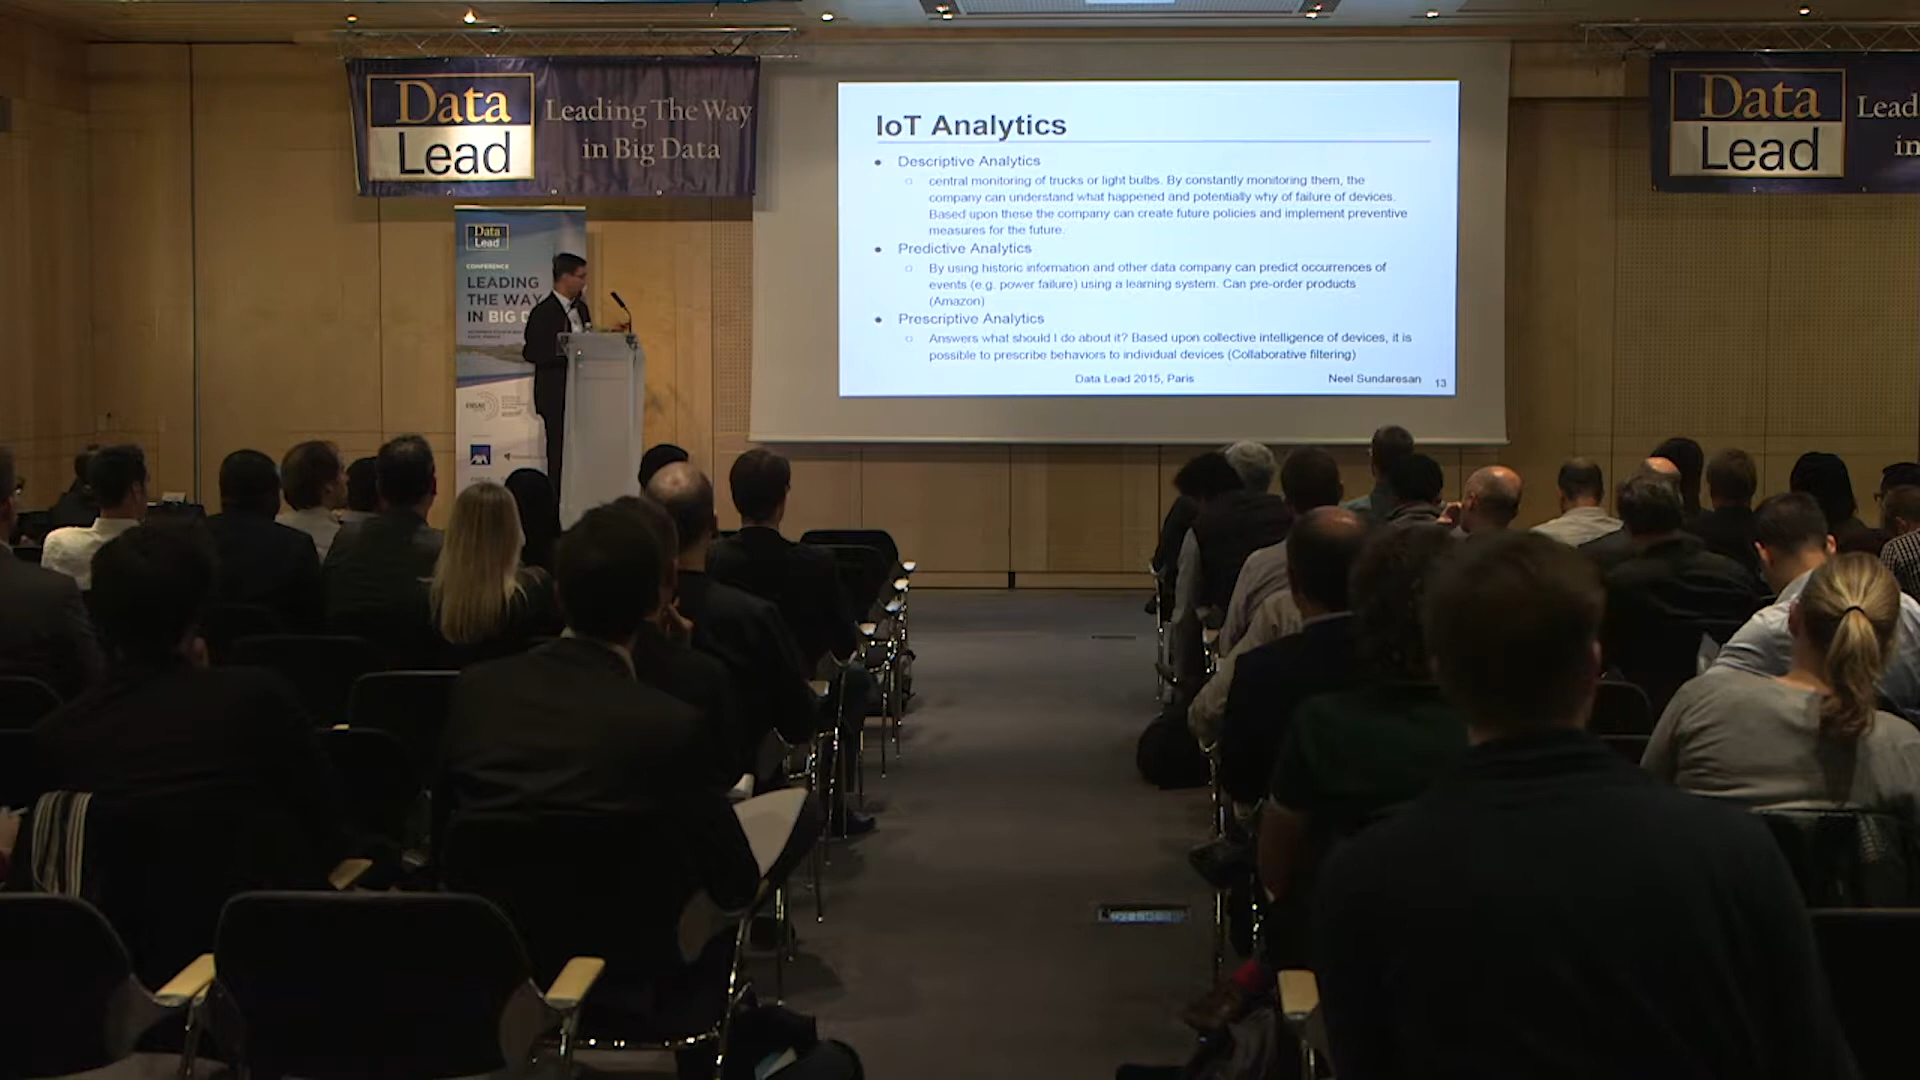 Data
Lead
Leading The Way
in Big Data
IoT Analytics
Descriptive Analytics
central monitoring of trucks or light bulbs. By constantly monitoring them, the
company can understand what happened and potentially why of failure of devices.
Based upon these the company can create future policies and implement preventive
measures for the future.
Predictive Analytics
By using historic information and other data company can predict occurrences of
events (e.g. power failure) using a learning system. Can pre-order products
(Amazon)
Prescriptive Analytics
Answers what should I do about it? Based upon collective intelligence of devices, it is
possible to prescribe behaviors to individual devices (Collaborative filtering)
Data Lead 2015, Paris
Neel Sundaresan
13
Data
Lead
Lead
in
Data
Lead
CONFERENCE
LEADING
THE WAY
IN BIG D